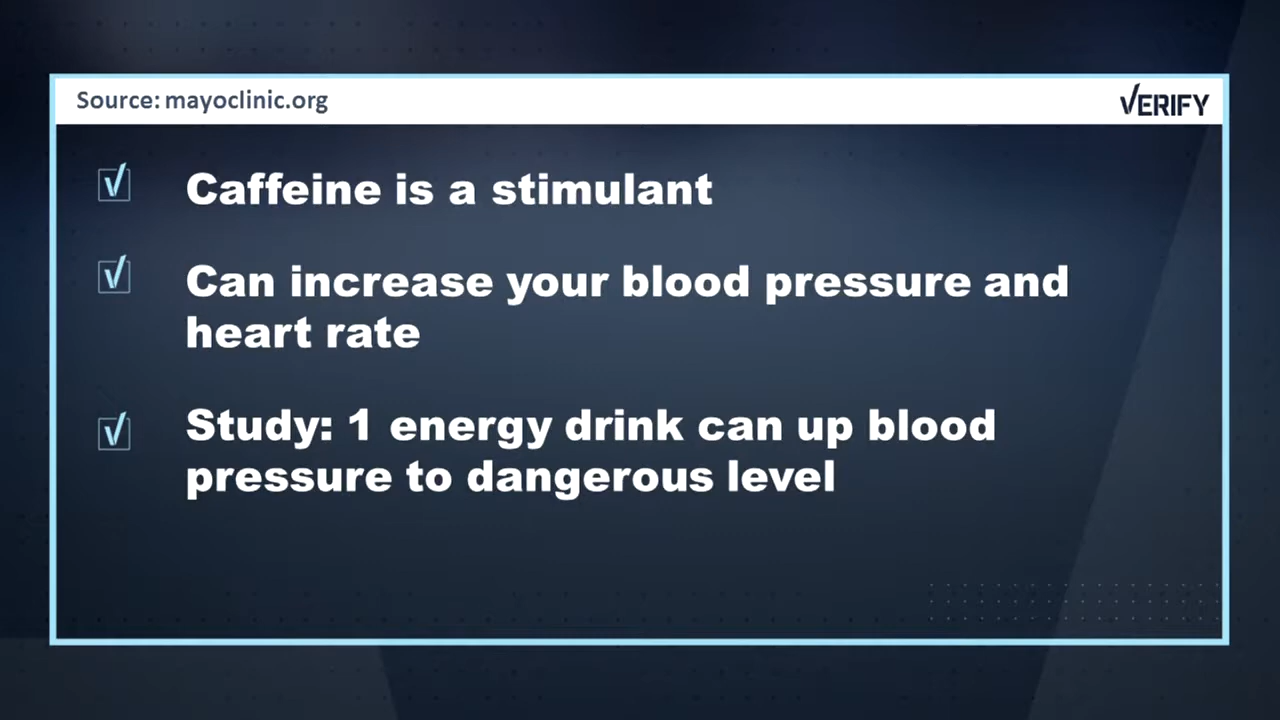 Source: mayoclinic.org
VERIFY
Caffeine is a stimulant
Can increase your blood pressure and
heart rate
Study: 1 energy drink can up blood
pressure to dangerous level